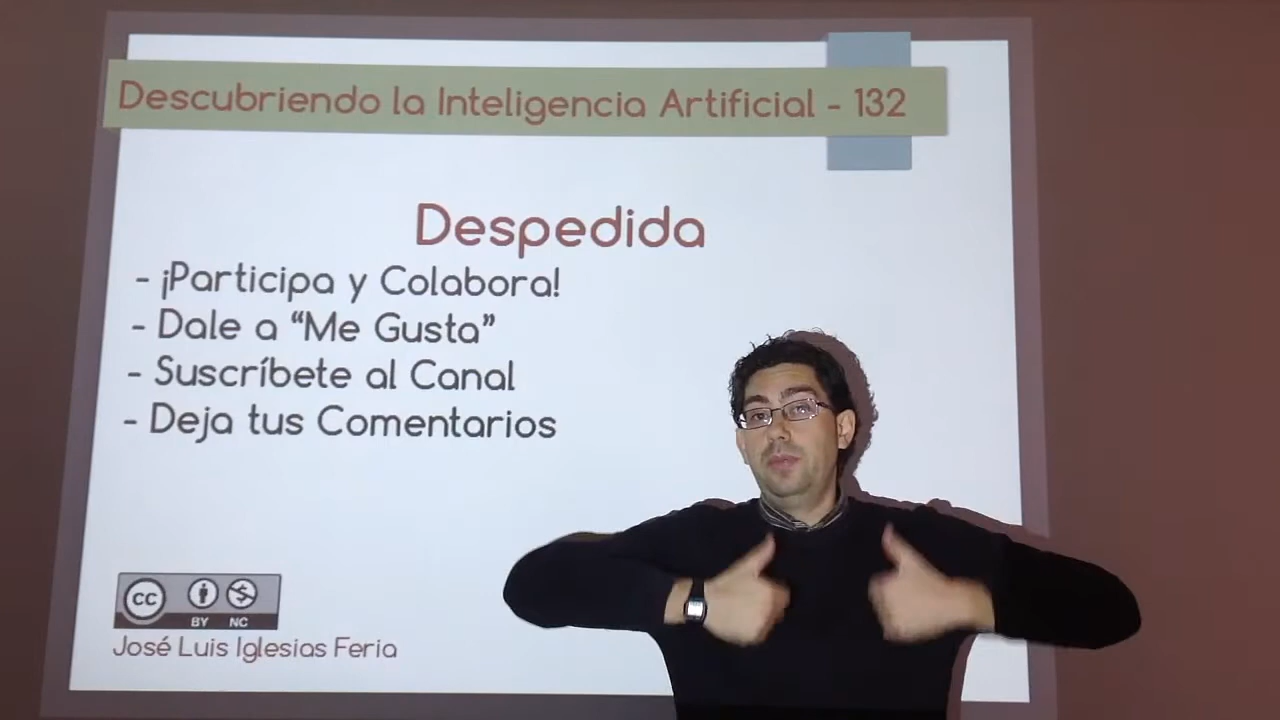 Descubriendo la Inteligencia Artificial - 132
Despedida
- ¡Participa y Colabora!
- Dale a “Me Gusta”
- Suscríbete al Canal
- Deja tus Comentarios
CC BY NC
José Luis Iglesias Feria